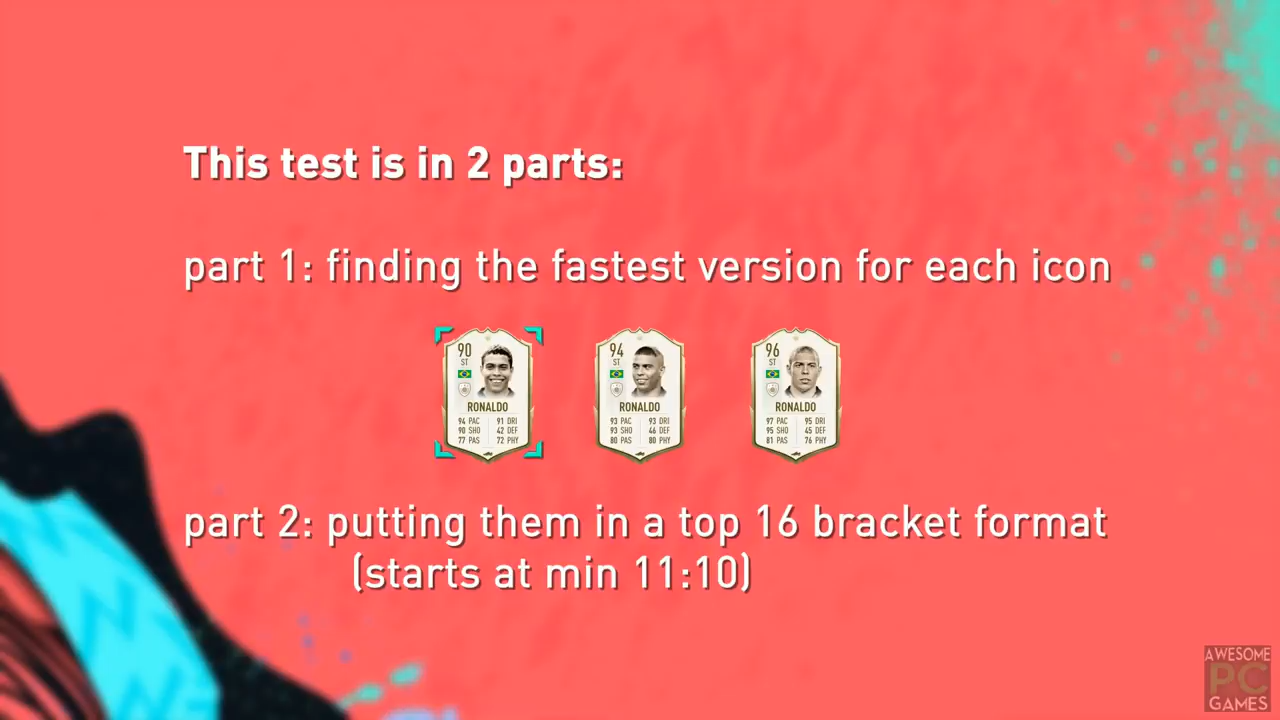 This test is in 2 parts:
part 1: finding the fastest version for each icon
90
ST
RONALDO
94 PAC 91 DRI
90 SHO 42 DEF
77 PAS 72 PHY
94
ST
RONALDO
93 PAC 93 DRI
93 SHO 46 DEF
80 PAS 80 PHY
96
ST
RONALDO
97 PAC 95 DRI
95 SHO 45 DEF
81 PAS 76 PHY
part 2: putting them in a top 16 bracket format
(starts at min 11:10)
AWESOME
PC
GAMES